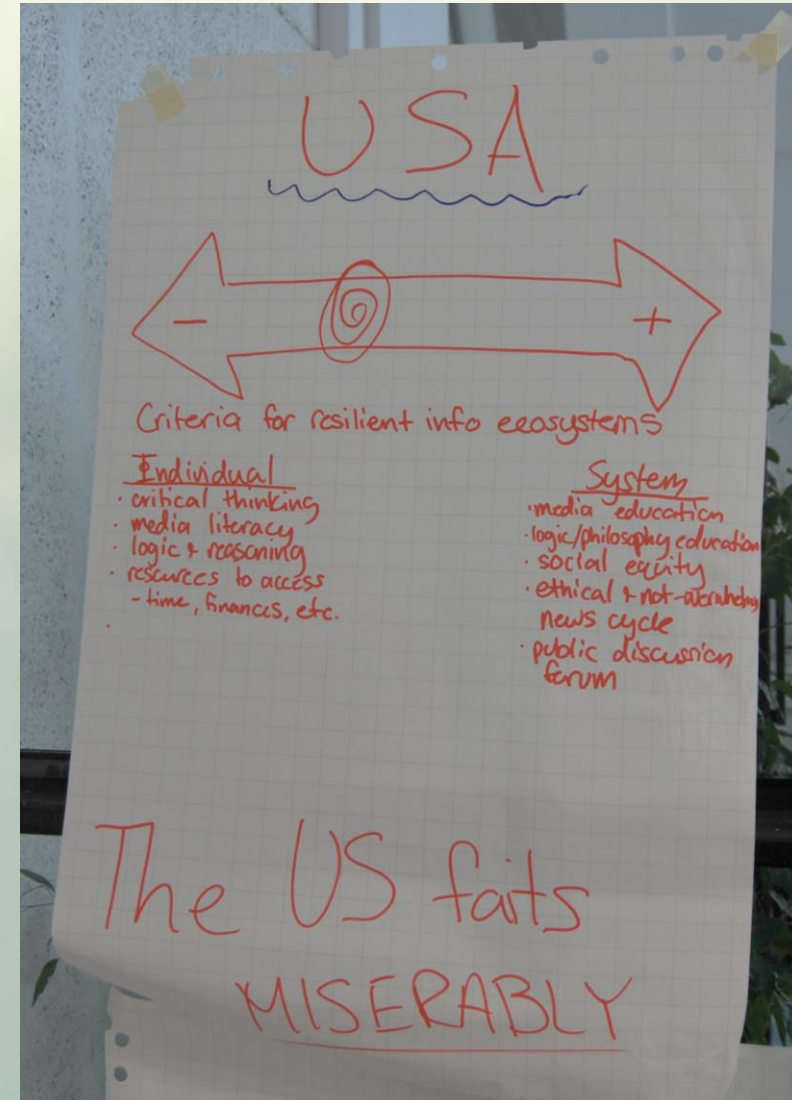 USA
− +
Criteria for resilient info ecosystems
Individual
· critical thinking
· media literacy
· logic & reasoning
· resources to access
- time, finances, etc.
·
System
· media education
· logic/philosophy education
· social equity
· ethical & not-overwhelming
news cycle
· public discussion
forum
The US fails
MISERABLY